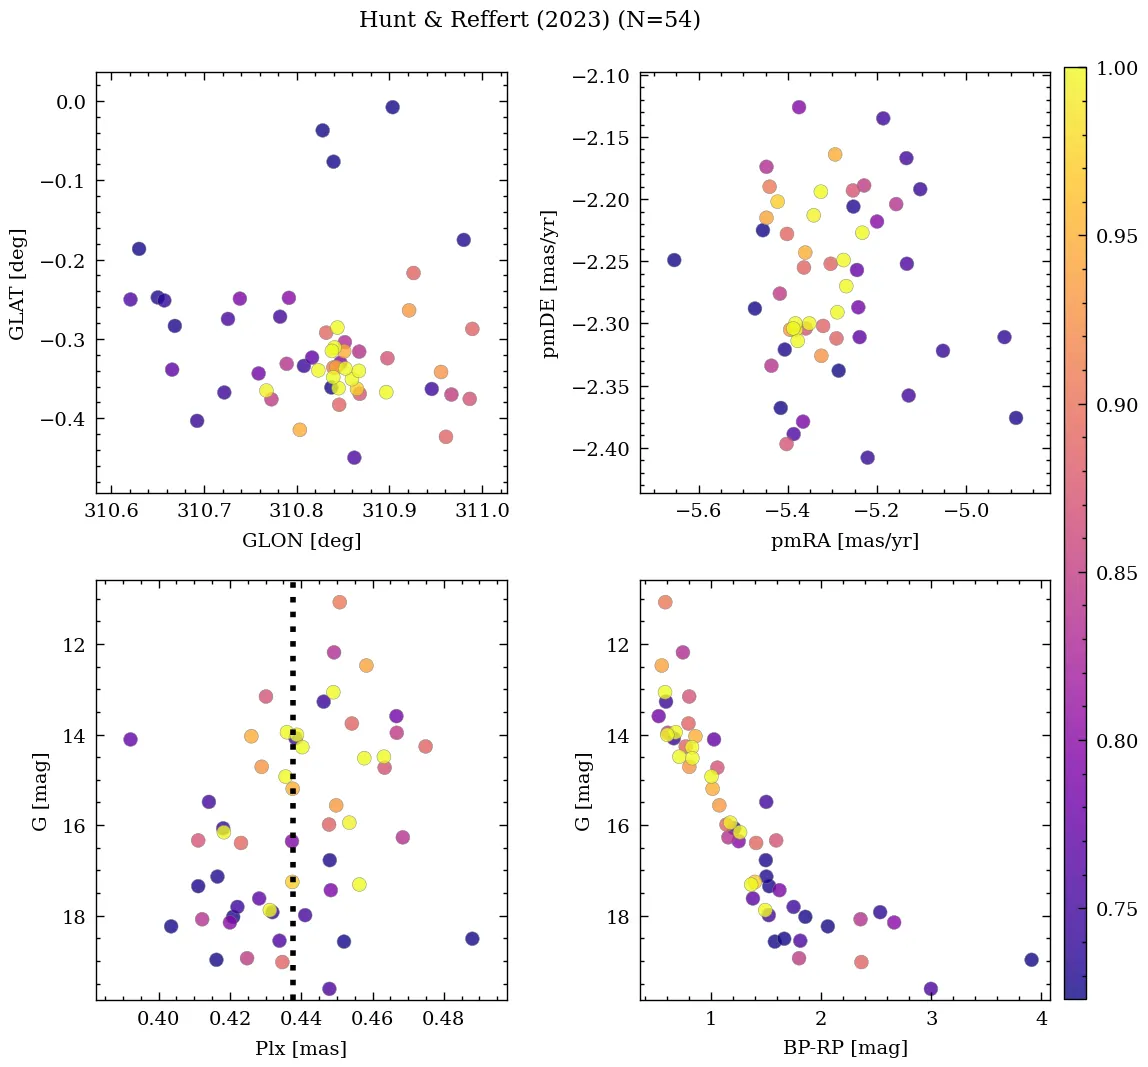 Hunt & Reffert (2023) (N=54)
0.0
−0.1
−0.2
−0.3
−0.4
GLAT [deg]
310.6 310.7 310.8 310.9 311.0
GLON [deg]
−2.10
−2.15
−2.20
−2.25
−2.30
−2.35
−2.40
pmDE [mas/yr]
−5.6 −5.4 −5.2 −5.0
pmRA [mas/yr]
12
14
16
18
G [mag]
0.40 0.42 0.44 0.46 0.48
Plx [mas]
12
14
16
18
G [mag]
1 2 3 4
BP-RP [mag]
1.00
0.95
0.90
0.85
0.80
0.75